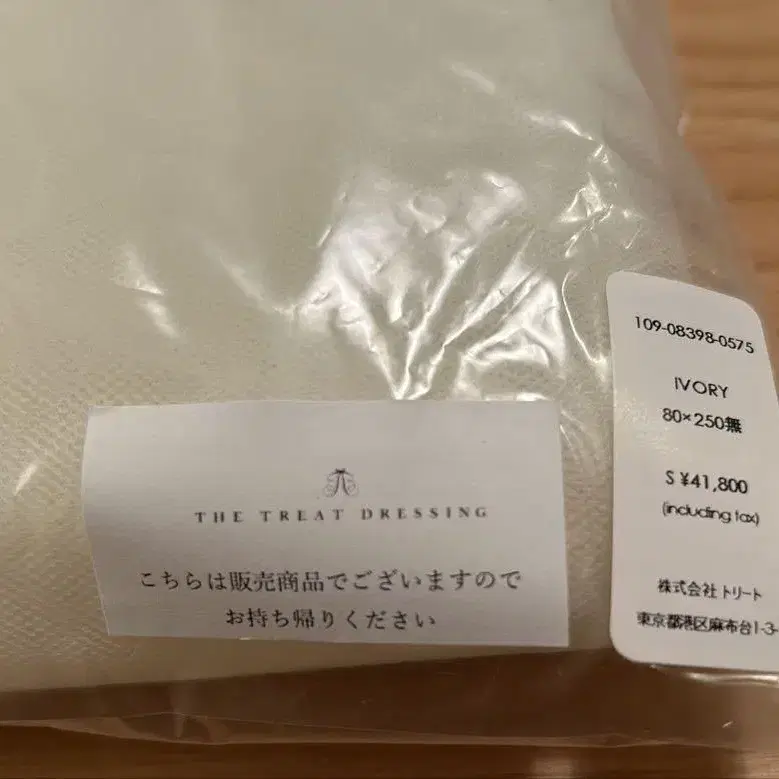 THE TREAT DRESSING
こちらは販売商品でございますので
お持ち帰りください
109-08398-0575
IVORY
80×250無
S ¥41,800
(including tax)
株式会社トリート
東京都港区麻布台1-3-